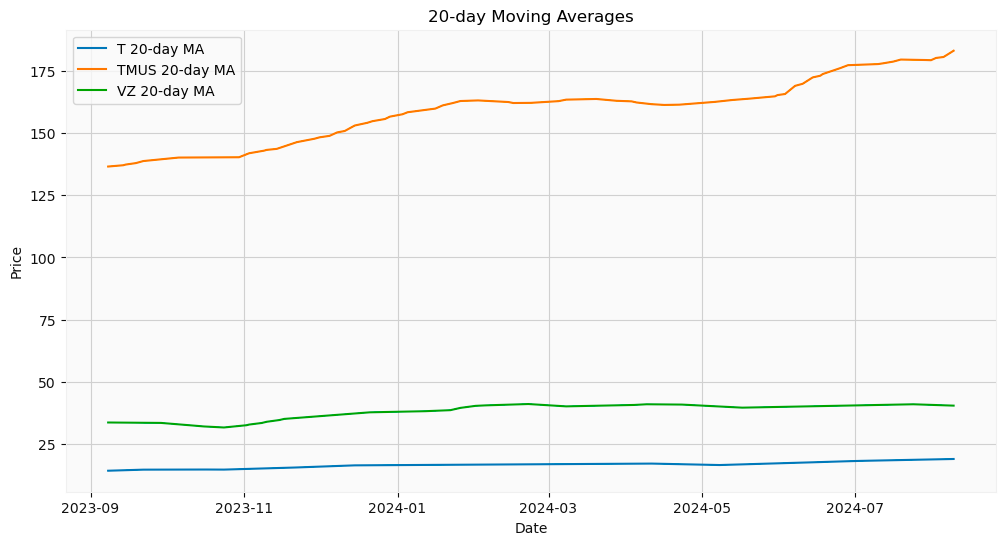 20-day Moving Averages
T 20-day MA
TMUS 20-day MA
VZ 20-day MA
Price
175
150
125
100
75
50
25
2023-09 2023-11 2024-01 2024-03 2024-05 2024-07
Date